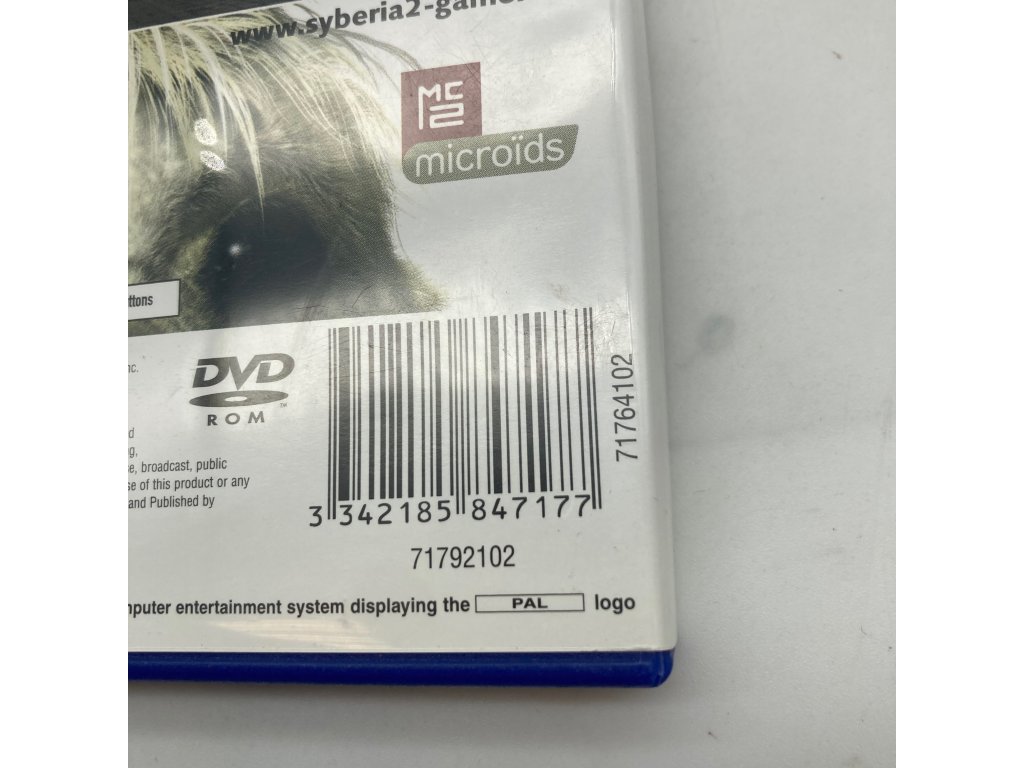 www.syberia2-game
MC2
microïds
ttons
nc.
DVD
ROM
TM
d
g,
e, broadcast, public
se of this product or any
and Published by
71764102
3 342185 847177
71792102
mputer entertainment system displaying the PAL logo